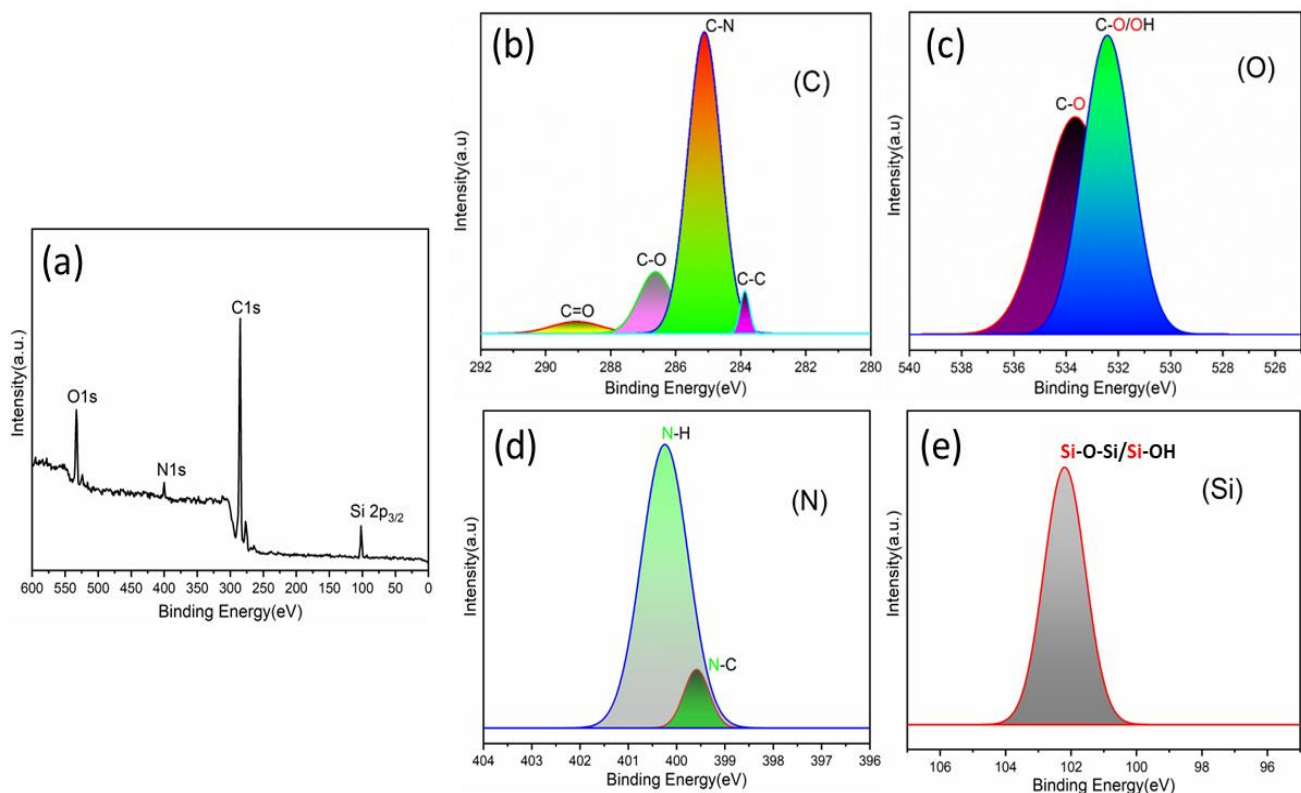 (a)
C1s
O1s
N1s
Si 2p3/2
Intensity(a.u.)
600 550 500 450 400 350 300 250 200 150 100 50 0
Binding Energy(eV)
(b)
C-N
(C)
C-O
C-C
C=O
Intensity(a.u)
292 290 288 286 284 282 280
Binding Energy(eV)
(c)
C-O/OH
(O)
C-O
Intensity(a.u)
540 538 536 534 532 530 528 526
Binding Energy(eV)
(d)
N-H
(N)
N-C
Intensity(a.u)
404 403 402 401 400 399 398 397 396
Binding Energy(eV)
(e)
Si-O-Si/Si-OH
(Si)
Intensity(a.u.)
106 104 102 100 98 96
Binding Energy(eV)